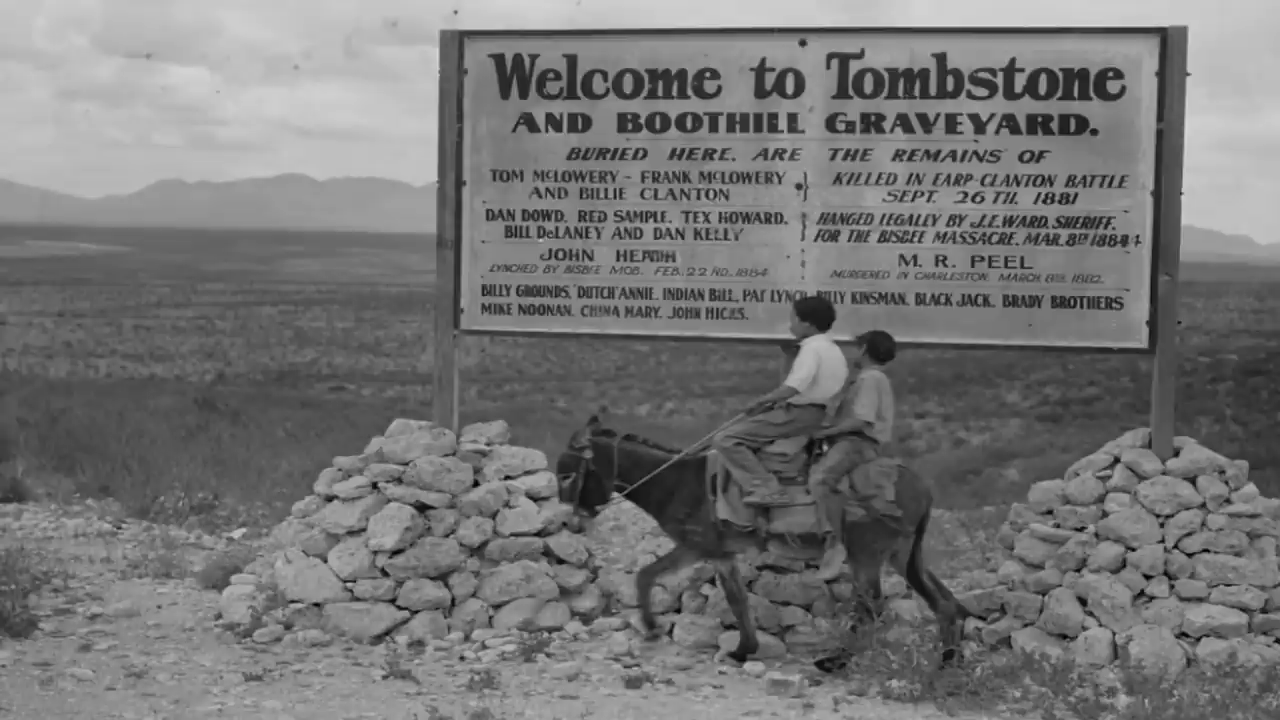 Welcome to Tombstone
AND BOOTHILL GRAVEYARD.
BURIED HERE. ARE THE REMAINS OF
TOM McLOWERY - FRANK McLOWERY
AND BILLIE CLANTON
KILLED IN EARP-CLANTON BATTLE
SEPT. 26TH. 1881
DAN DOWD. RED SAMPLE. TEX HOWARD.
BILL DeLANEY AND DAN KELLY
HANGED LEGALLY BY J.E.WARD. SHERIFF.
FOR THE BISBEE MASSACRE. MAR. 8TH 1884
JOHN HEATH
LYNCHED BY BISBEE MOB. FEB. 22ND. 1884
M. R. PEEL
MURDERED IN CHARLESTON. MARCH 8TH. 1882.
BILLY GROUNDS. "DUTCH" ANNIE. INDIAN BILL. PAT LYNCH. BILLY KINSMAN. BLACK JACK. BRADY BROTHERS
MIKE NOONAN. CHINA MARY. JOHN HICKS.